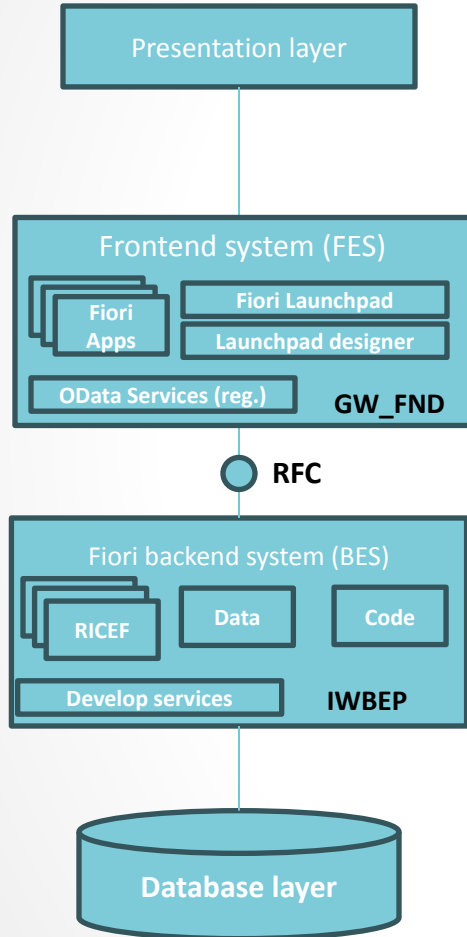 Presentation layer
Frontend system (FES)
Fiori
Apps
Fiori Launchpad
Launchpad designer
OData Services (reg.)
GW_FND
RFC
Fiori backend system (BES)
RICEF
Data
Code
Develop services
IWBEP
Database layer